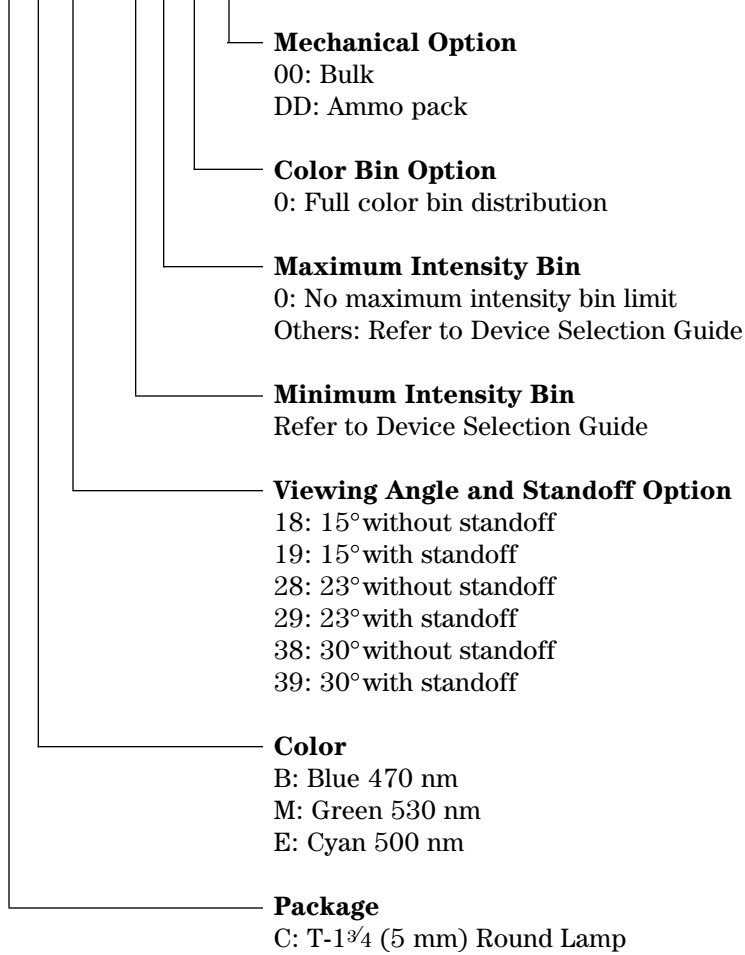 Mechanical Option
00: Bulk
DD: Ammo pack
Color Bin Option
0: Full color bin distribution
Maximum Intensity Bin
0: No maximum intensity bin limit
Others: Refer to Device Selection Guide
Minimum Intensity Bin
Refer to Device Selection Guide
Viewing Angle and Standoff Option
18: 15° without standoff
19: 15° with standoff
28: 23° without standoff
29: 23° with standoff
38: 30° without standoff
39: 30° with standoff
Color
B: Blue 470 nm
M: Green 530 nm
E: Cyan 500 nm
Package
C: T-1¾ (5 mm) Round Lamp